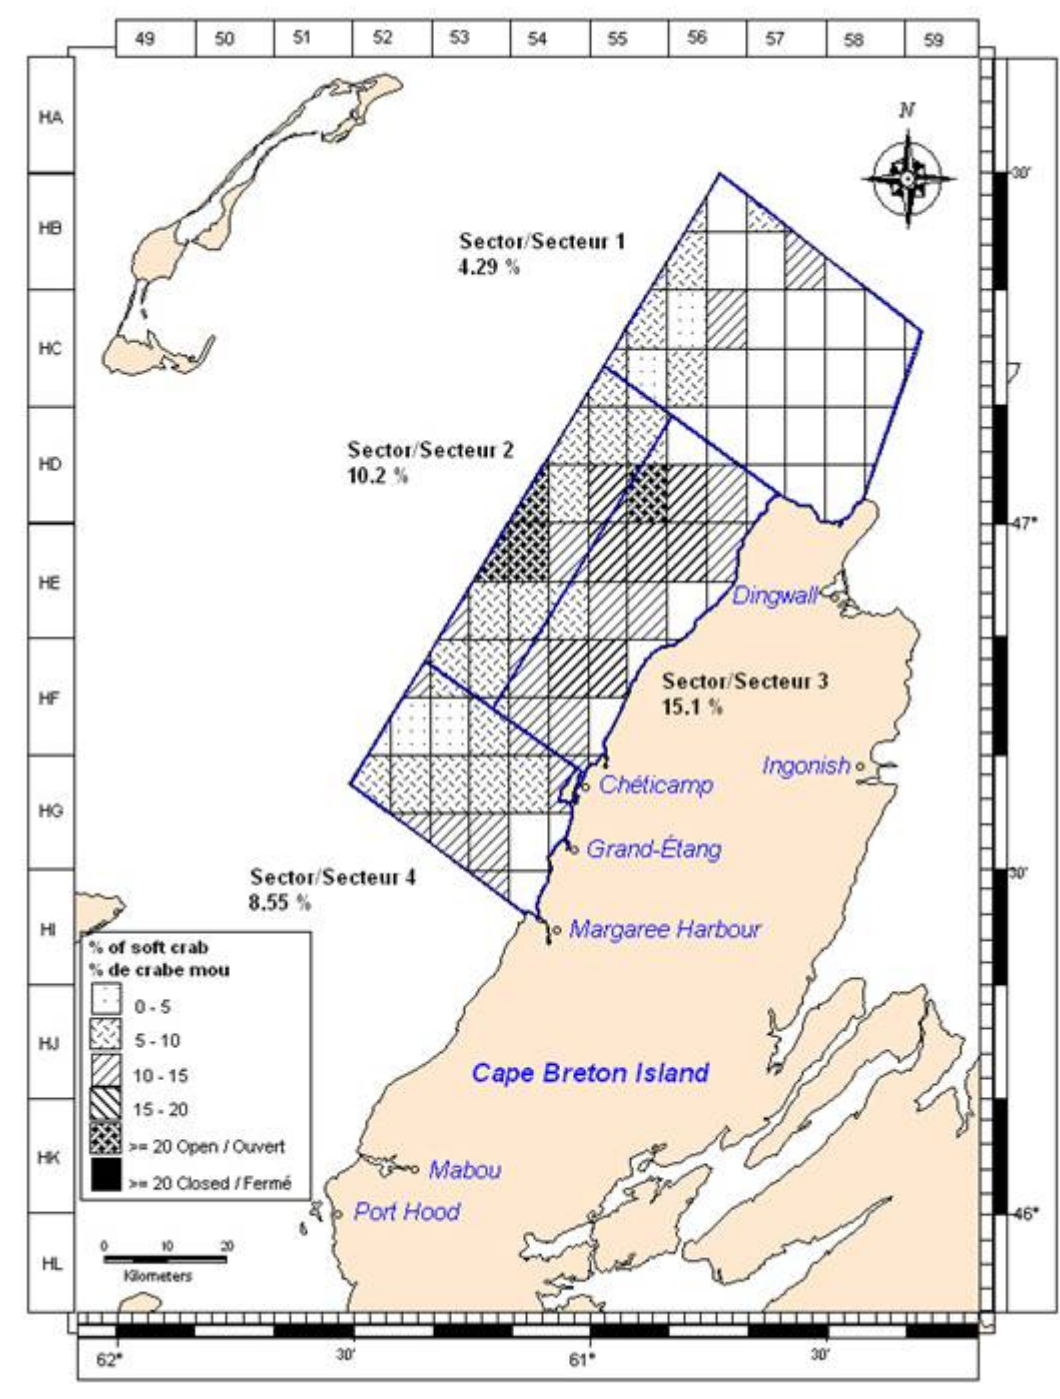 49 50 51 52 53 54 55 56 57 58 59
HA
N
30'
HB
Sector/Secteur 1
4.29 %
HC
Sector/Secteur 2
10.2 %
HD
47°
HE
Dingwall
Sector/Secteur 3
15.1 %
HF
Ingonish
Chéticamp
HG
Grand-Étang
30'
Sector/Secteur 4
8.55 %
HI
Margaree Harbour
% of soft crab
% de crabe mou
0 - 5
5 - 10
10 - 15
15 - 20
>= 20 Open / Ouvert
>= 20 Closed / Fermé
HJ
Cape Breton Island
HK
Mabou
Port Hood
46°
HL
0 10 20
Kilometers
62° 30' 61° 30'